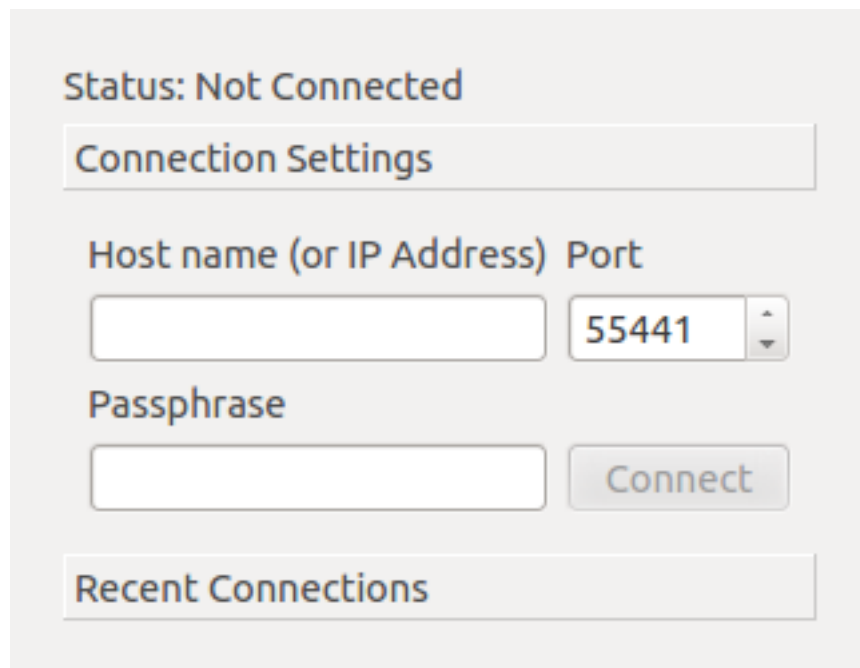 Status: Not Connected
Connection Settings
Host name (or IP Address) Port
55441
Passphrase
Connect
Recent Connections